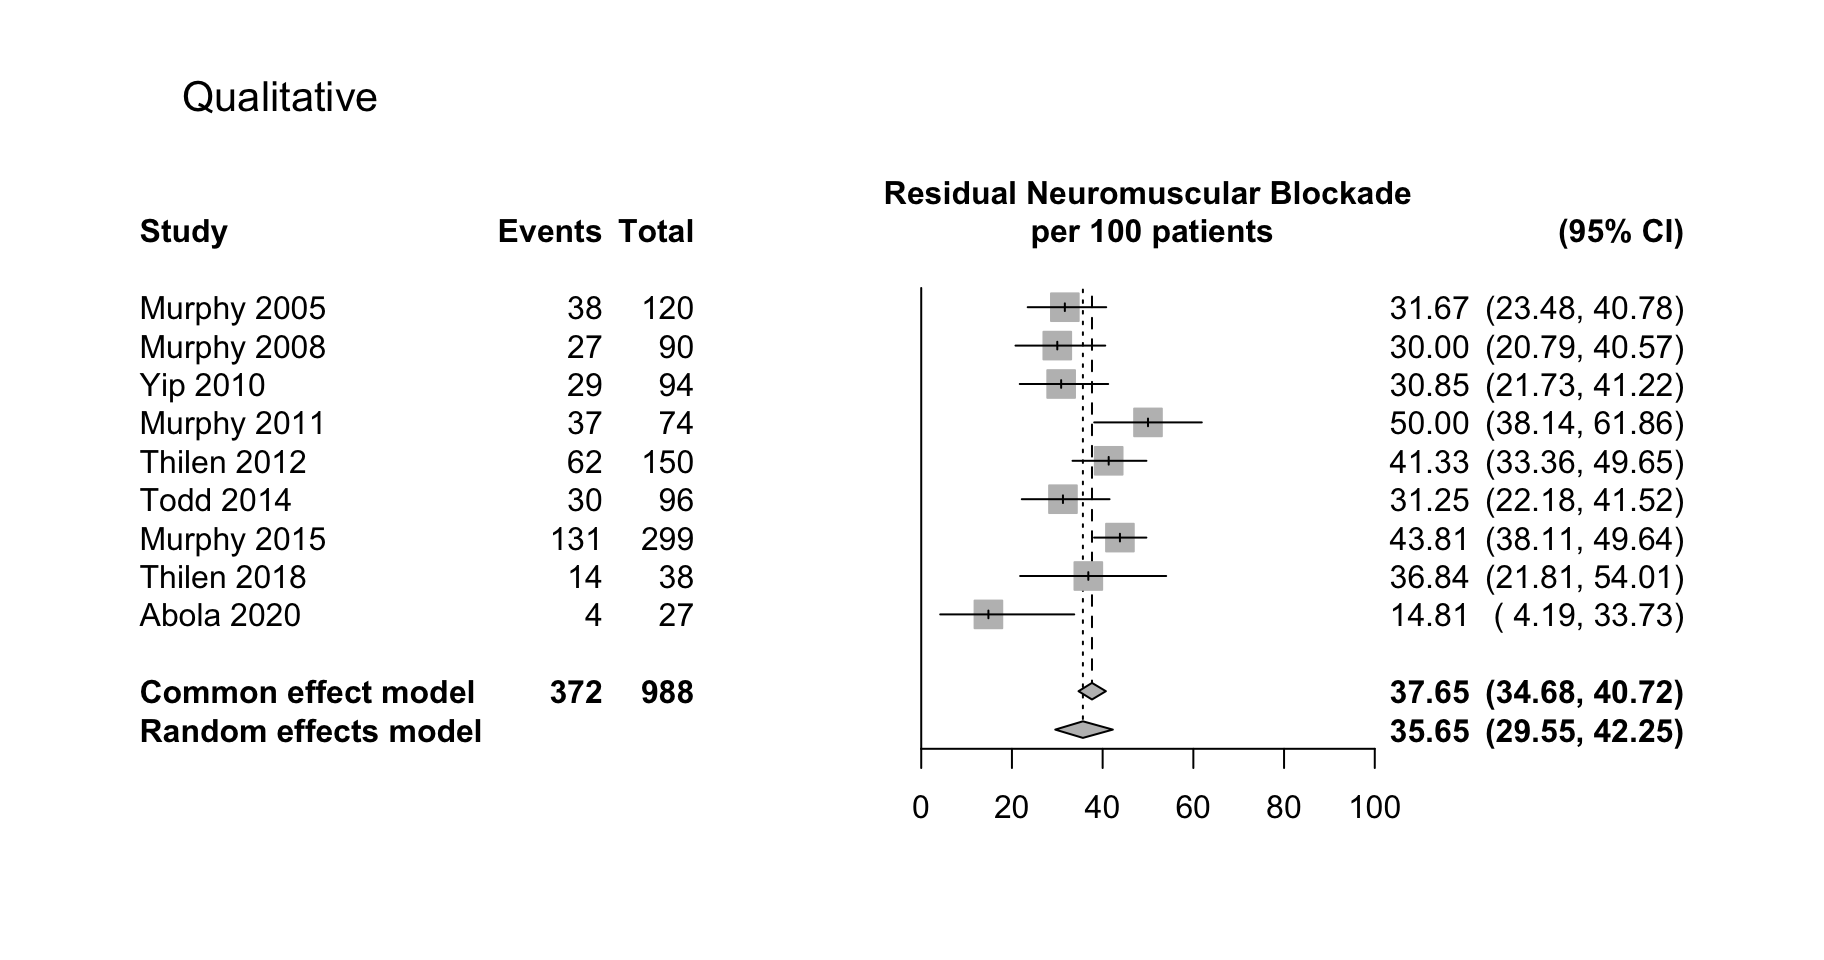 Qualitative
Residual Neuromuscular Blockade
Study Events Total per 100 patients (95% CI)
Murphy 2005 38 120 31.67 (23.48, 40.78)
Murphy 2008 27 90 30.00 (20.79, 40.57)
Yip 2010 29 94 30.85 (21.73, 41.22)
Murphy 2011 37 74 50.00 (38.14, 61.86)
Thilen 2012 62 150 41.33 (33.36, 49.65)
Todd 2014 30 96 31.25 (22.18, 41.52)
Murphy 2015 131 299 43.81 (38.11, 49.64)
Thilen 2018 14 38 36.84 (21.81, 54.01)
Abola 2020 4 27 14.81 ( 4.19, 33.73)
Common effect model 372 988 37.65 (34.68, 40.72)
Random effects model 35.65 (29.55, 42.25)
0 20 40 60 80 100